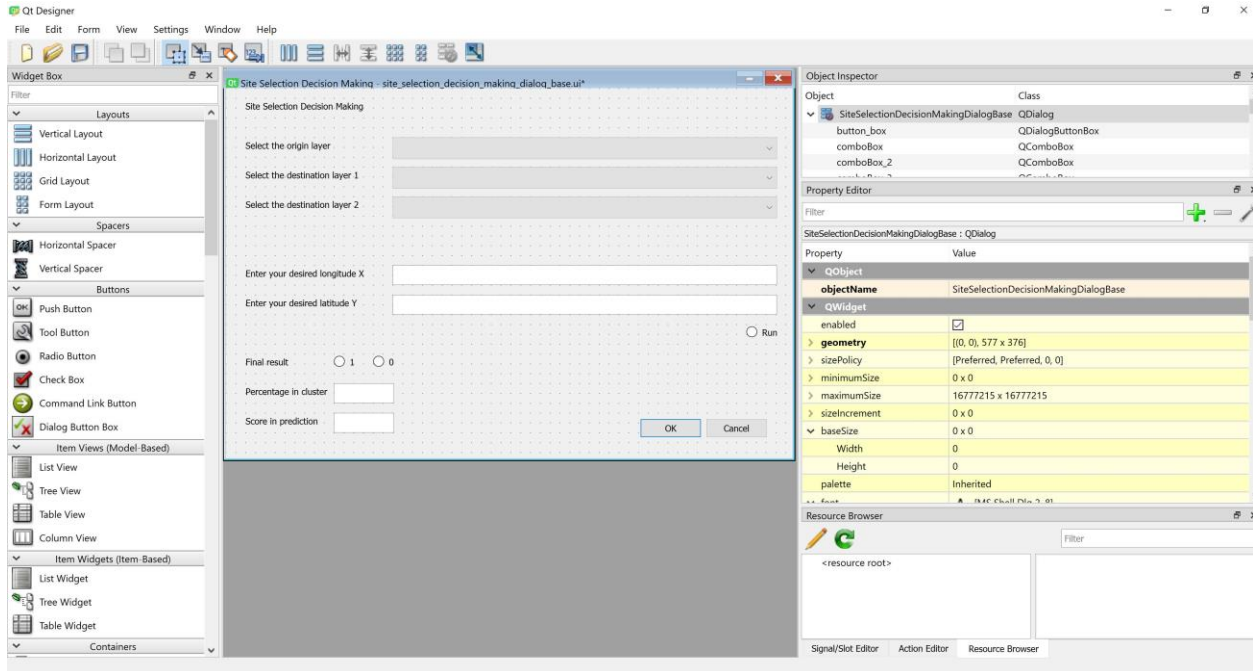 Qt Designer
File Edit Form View Settings Window Help
Widget Box
Filter
Layouts
Vertical Layout
Horizontal Layout
Grid Layout
Form Layout
Spacers
Horizontal Spacer
Vertical Spacer
Buttons
OK Push Button
Tool Button
Radio Button
Check Box
Command Link Button
Dialog Button Box
Item Views (Model-Based)
List View
Tree View
Table View
Column View
Item Widgets (Item-Based)
List Widget
Tree Widget
Table Widget
Containers
Qt Site Selection Decision Making - site_selection_decision_making_dialog_base.ui*
Site Selection Decision Making
Select the origin layer
Select the destination layer 1
Select the destination layer 2
Enter your desired longitude X
Enter your desired latitude Y
Run
Final result 1 0
Percentage in cluster
Score in prediction
OK Cancel
Object Inspector
Object Class
SiteSelectionDecisionMakingDialogBase QDialog
button_box QDialogButtonBox
comboBox QComboBox
comboBox_2 QComboBox
Property Editor
Filter
SiteSelectionDecisionMakingDialogBase : QDialog
Property Value
QObject
objectName SiteSelectionDecisionMakingDialogBase
QWidget
enabled
geometry [(0, 0), 577 x 376]
sizePolicy [Preferred, Preferred, 0, 0]
minimumSize 0 x 0
maximumSize 16777215 x 16777215
sizeIncrement 0 x 0
baseSize 0 x 0
Width 0
Height 0
palette Inherited
Resource Browser
Filter
<resource root>
Signal/Slot Editor Action Editor Resource Browser